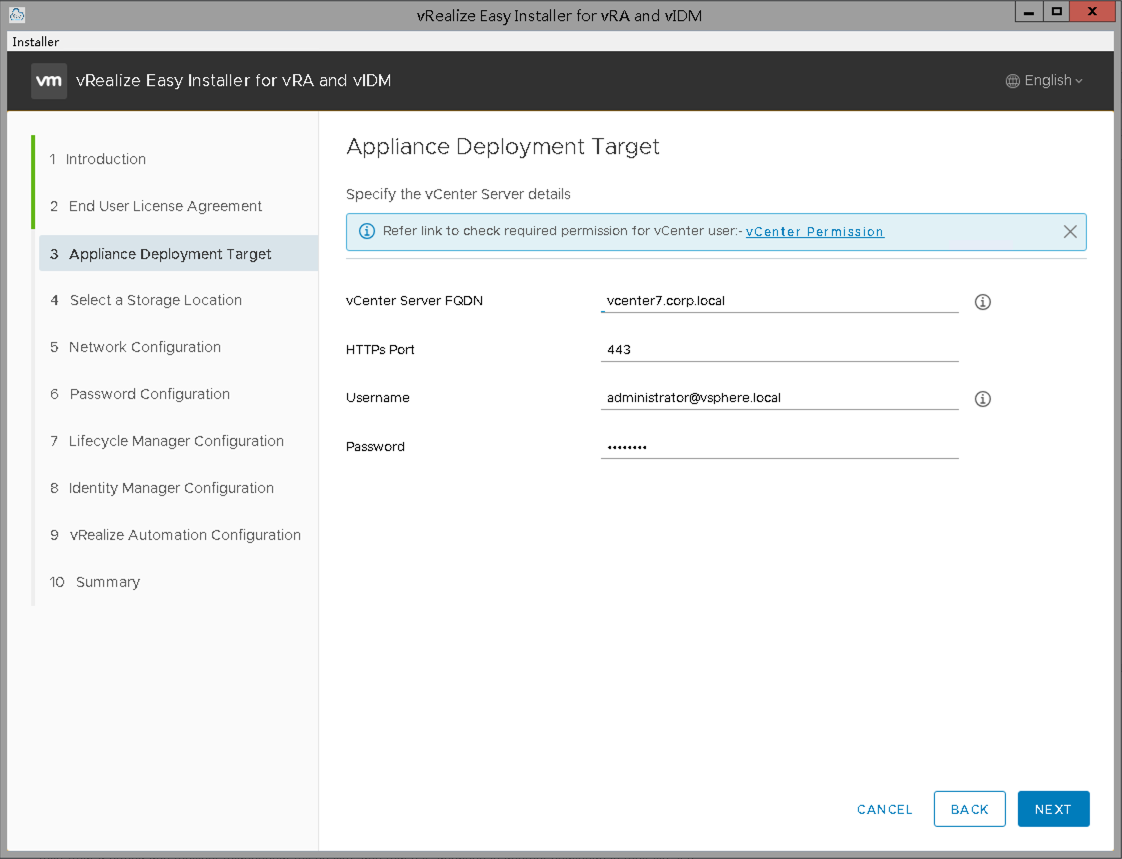 vRealize Easy Installer for vRA and vIDM
Installer
vm vRealize Easy Installer for vRA and vIDM
English
1 Introduction
2 End User License Agreement
3 Appliance Deployment Target
4 Select a Storage Location
5 Network Configuration
6 Password Configuration
7 Lifecycle Manager Configuration
8 Identity Manager Configuration
9 vRealize Automation Configuration
10 Summary
Appliance Deployment Target
Specify the vCenter Server details
Refer link to check required permission for vCenter user:- vCenter Permission
vCenter Server FQDN vcenter7.corp.local
HTTPs Port 443
Username administrator@vsphere.local
Password ••••••••
CANCEL BACK NEXT